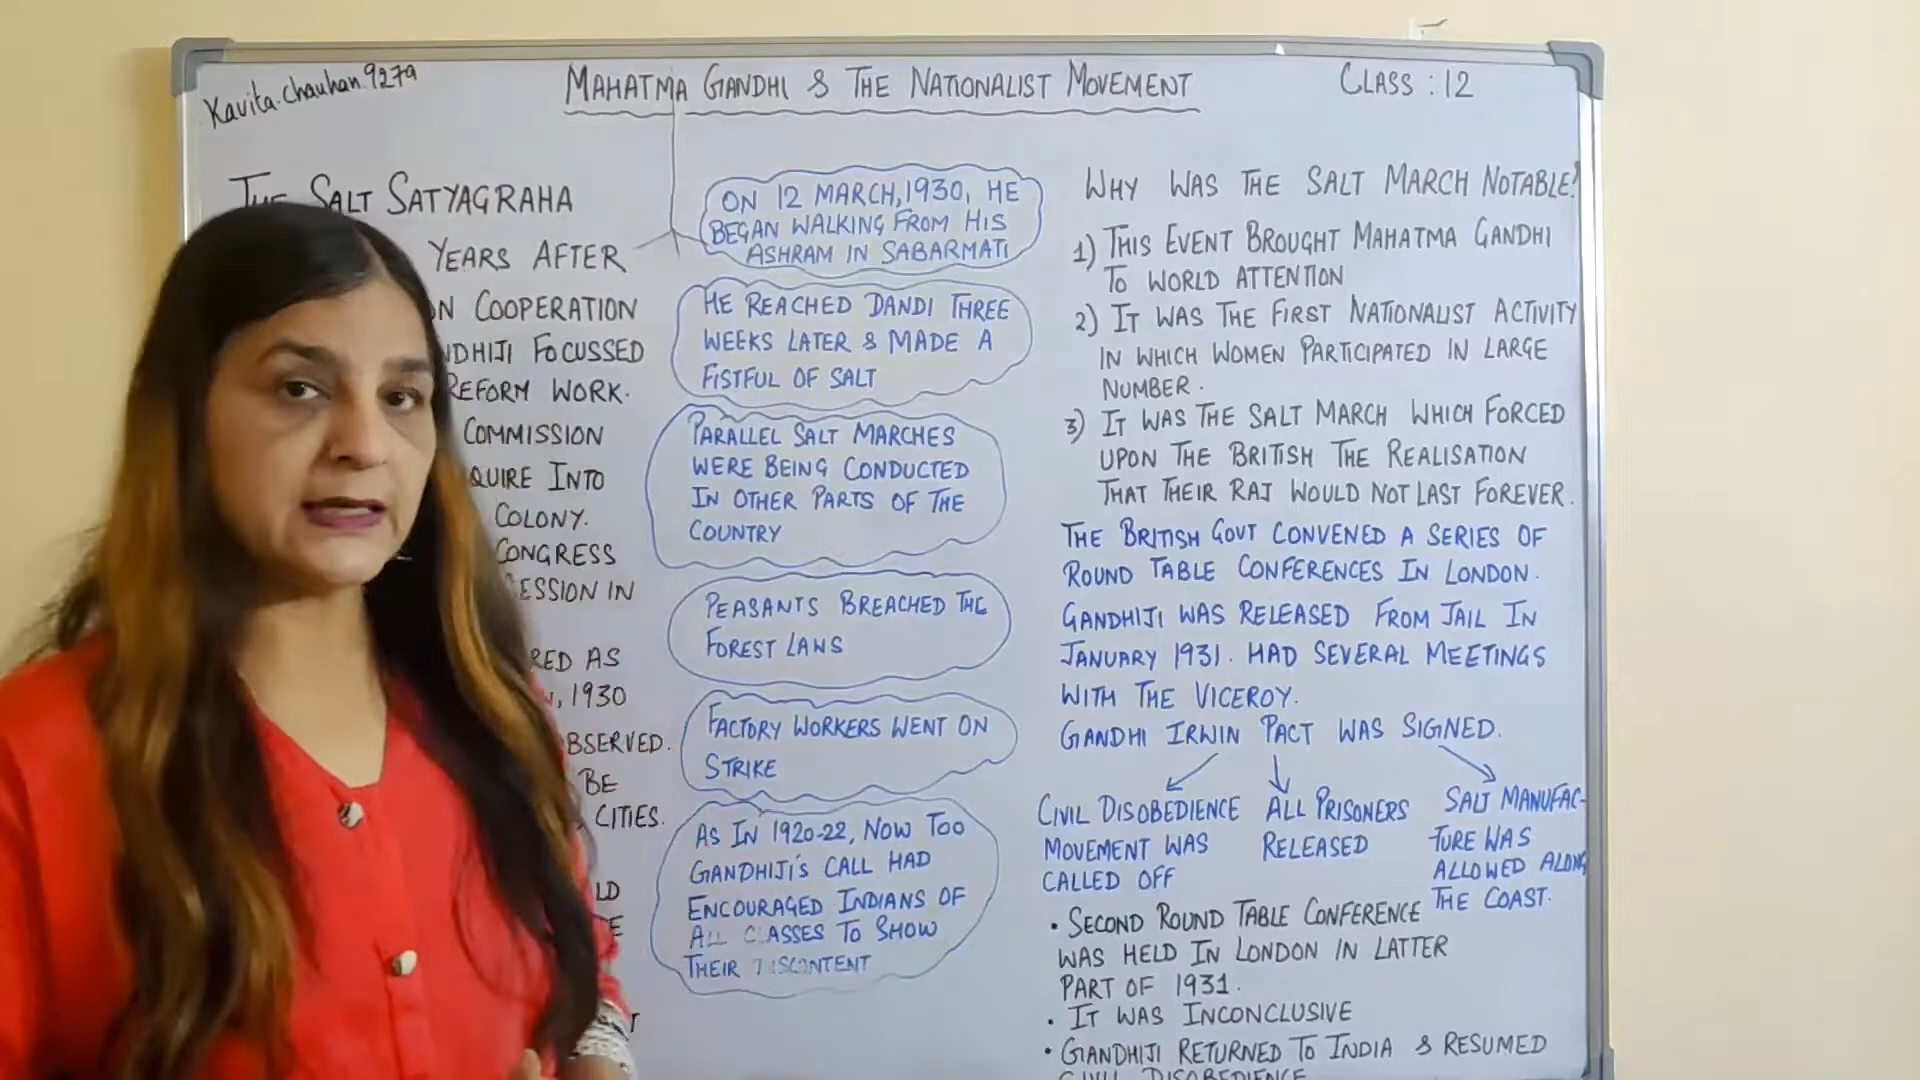 Kavita.chauhan.9279
MAHATMA GANDHI & THE NATIONALIST MOVEMENT
CLASS : 12
THE SALT SATYAGRAHA
YEARS AFTER
COOPERATION
FOCUSSED
REFORM WORK.
COMMISSION
INTO
COLONY.
CONGRESS
IN
AS
1930
BE
CITIES.
ON 12 MARCH, 1930, HE
BEGAN WALKING FROM HIS
ASHRAM IN SABARMATI
HE REACHED DANDI THREE
WEEKS LATER & MADE A
FISTFUL OF SALT
PARALLEL SALT MARCHES
WERE BEING CONDUCTED
IN OTHER PARTS OF THE
COUNTRY
PEASANTS BREACHED THE
FOREST LAWS
FACTORY WORKERS WENT ON
STRIKE
AS IN 1920-22, NOW TOO
GANDHIJI'S CALL HAD
ENCOURAGED INDIANS OF
ALL CLASSES TO SHOW
THEIR DISCONTENT
WHY WAS THE SALT MARCH NOTABLE?
1) THIS EVENT BROUGHT MAHATMA GANDHI
TO WORLD ATTENTION
2) IT WAS THE FIRST NATIONALIST ACTIVITY
IN WHICH WOMEN PARTICIPATED IN LARGE
NUMBER.
3) IT WAS THE SALT MARCH WHICH FORCED
UPON THE BRITISH THE REALISATION
THAT THEIR RAJ WOULD NOT LAST FOREVER.
THE BRITISH GOVT CONVENED A SERIES OF
ROUND TABLE CONFERENCES IN LONDON.
GANDHIJI WAS RELEASED FROM JAIL IN
JANUARY 1931. HAD SEVERAL MEETINGS
WITH THE VICEROY.
GANDHI IRWIN PACT WAS SIGNED.
CIVIL DISOBEDIENCE
MOVEMENT WAS
CALLED OFF
ALL PRISONERS
RELEASED
SALT MANUFAC-
TURE WAS
ALLOWED ALONG
THE COAST.
• SECOND ROUND TABLE CONFERENCE
WAS HELD IN LONDON IN LATTER
PART OF 1931.
• IT WAS INCONCLUSIVE
• GANDHIJI RETURNED TO INDIA & RESUMED
CIVIL DISOBEDIENCE